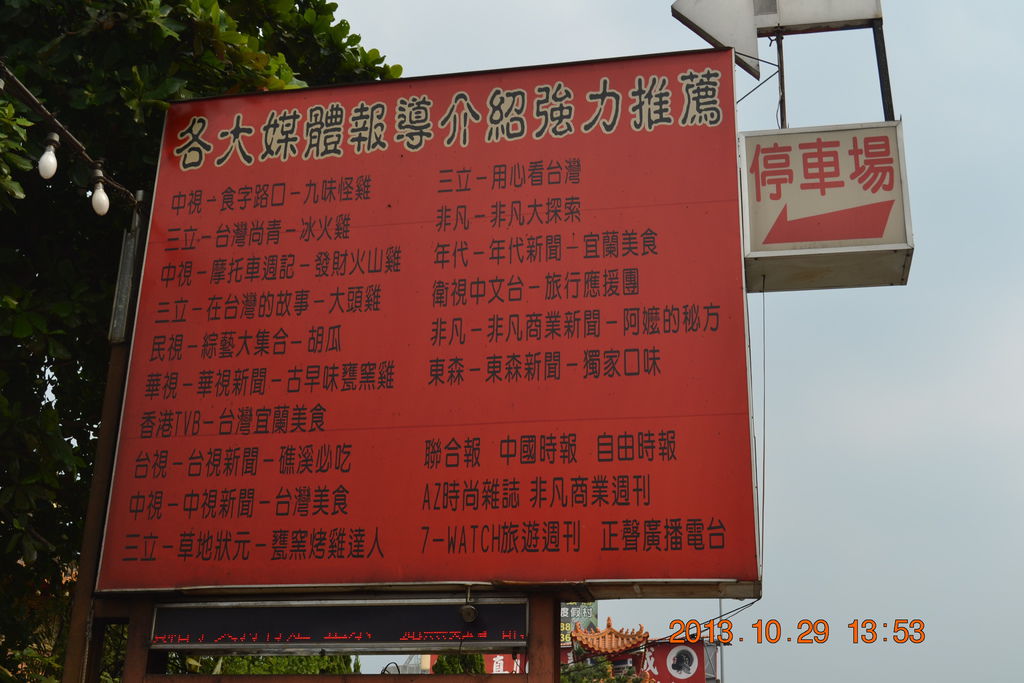 各大媒體報導介紹強力推薦
中視－食字路口－九味怪雞
三立－台灣尚青－冰火雞
中視－摩托車週記－發財火山雞
三立－在台灣的故事－大頭雞
民視－綜藝大集合－胡瓜
華視－華視新聞－古早味甕窯雞
香港TVB－台灣宜蘭美食
台視－台視新聞－礁溪必吃
中視－中視新聞－台灣美食
三立－草地狀元－甕窯烤雞達人
三立－用心看台灣
非凡－非凡大探索
年代－年代新聞－宜蘭美食
衛視中文台－旅行應援團
非凡－非凡商業新聞－阿嬤的秘方
東森－東森新聞－獨家口味
聯合報 中國時報 自由時報
AZ時尚雜誌 非凡商業週刊
7-WATCH旅遊週刊 正聲廣播電台
停車場
度假村
直
2013.10.29 13:53